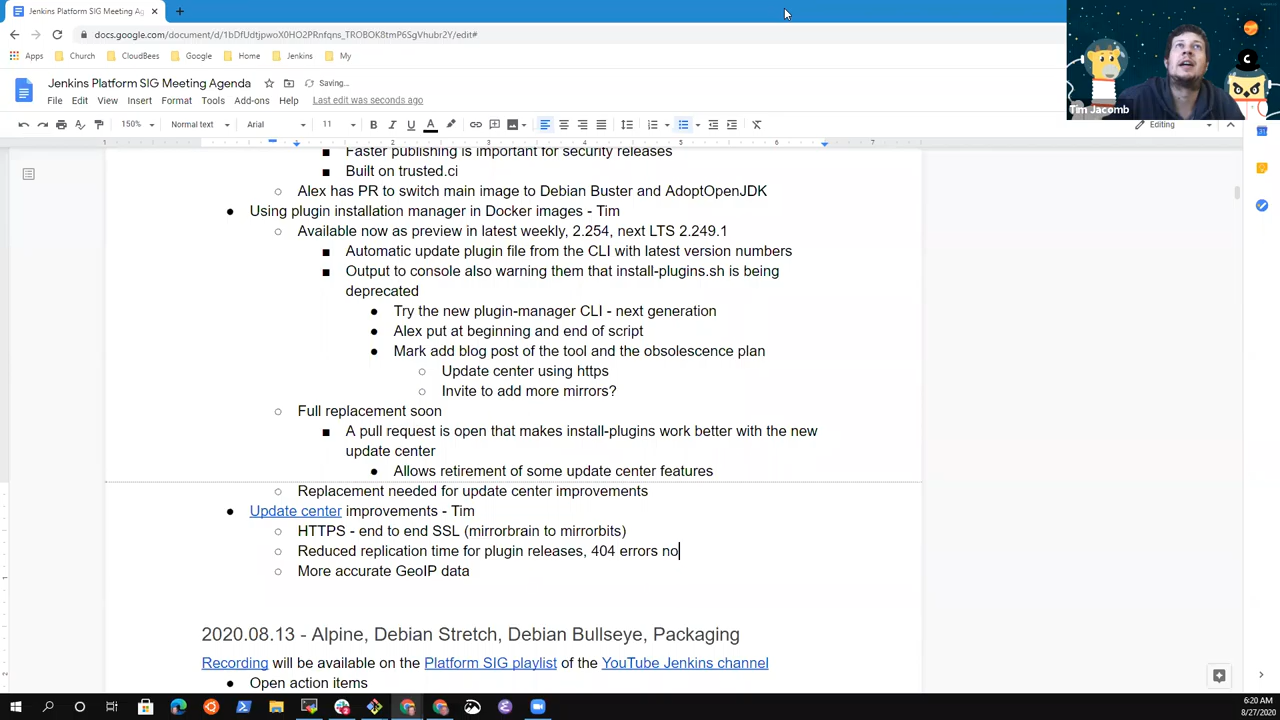 Jenkins Platform SIG Meeting Ag
docs.google.com/document/d/1bDfUdtjpwoX0HO2PRnfqns_TROBOK8tmP6SgVhubr2Y/edit#
Apps Church CloudBees Google Home Jenkins My
Jenkins Platform SIG Meeting Agenda Saving...
File Edit View Insert Format Tools Add-ons Help Last edit was seconds ago
Tim Jacomb
150% Normal text Arial 11 B I U A Editing
1 1 2 3 4 5 6 7
Faster publishing is important for security releases
Built on trusted.ci
Alex has PR to switch main image to Debian Buster and AdoptOpenJDK
Using plugin installation manager in Docker images - Tim
Available now as preview in latest weekly, 2.254, next LTS 2.249.1
Automatic update plugin file from the CLI with latest version numbers
Output to console also warning them that install-plugins.sh is being
deprecated
Try the new plugin-manager CLI - next generation
Alex put at beginning and end of script
Mark add blog post of the tool and the obsolescence plan
Update center using https
Invite to add more mirrors?
Full replacement soon
A pull request is open that makes install-plugins work better with the new
update center
Allows retirement of some update center features
Replacement needed for update center improvements
Update center improvements - Tim
HTTPS - end to end SSL (mirrorbrain to mirrorbits)
Reduced replication time for plugin releases, 404 errors no
More accurate GeoIP data
2020.08.13 - Alpine, Debian Stretch, Debian Bullseye, Packaging
Recording will be available on the Platform SIG playlist of the YouTube Jenkins channel
Open action items
6:20 AM
8/27/2020